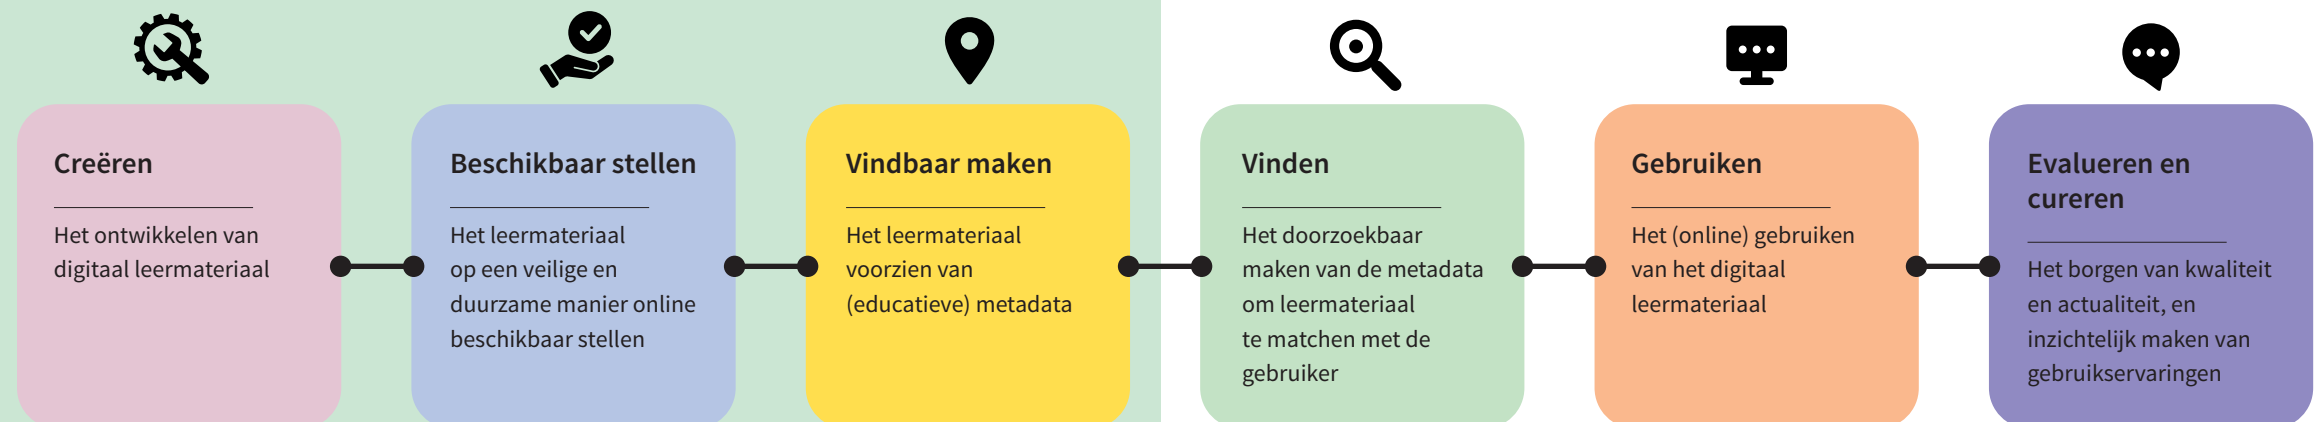 Creëren
Het ontwikkelen van
digitaal leermateriaal
Beschikbaar stellen
Het leermateriaal
op een veilige en
duurzame manier online
beschikbaar stellen
Vindbaar maken
Het leermateriaal
voorzien van
(educatieve) metadata
Vinden
Het doorzoekbaar
maken van de metadata
om leermateriaal
te matchen met de
gebruiker
Gebruiken
Het (online) gebruiken
van het digitaal
leermateriaal
Evalueren en
cureren
Het borgen van kwaliteit
en actualiteit, en
inzichtelijk maken van
gebruikservaringen